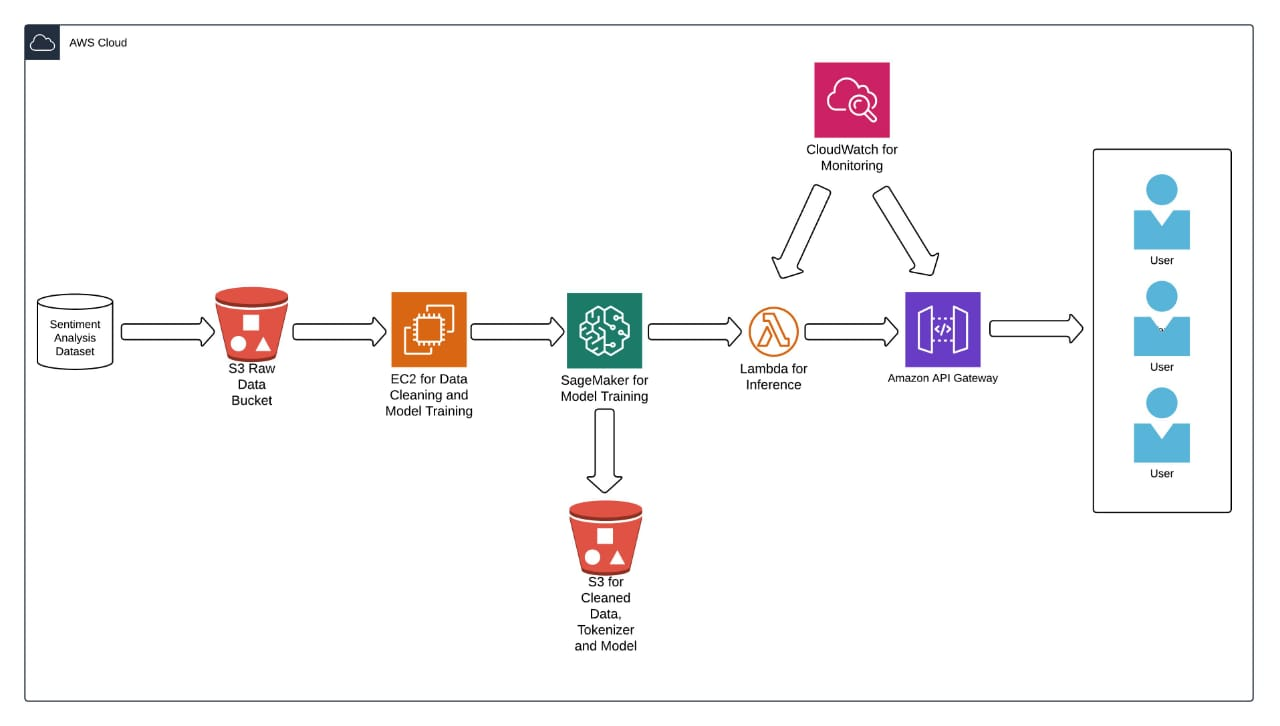 AWS Cloud
CloudWatch for
Monitoring
Sentiment
Analysis
Dataset
S3 Raw
Data
Bucket
EC2 for Data
Cleaning and
Model Training
SageMaker for
Model Training
Lambda for
Inference
Amazon API Gateway
User
User
User
S3 for
Cleaned
Data,
Tokenizer
and Model